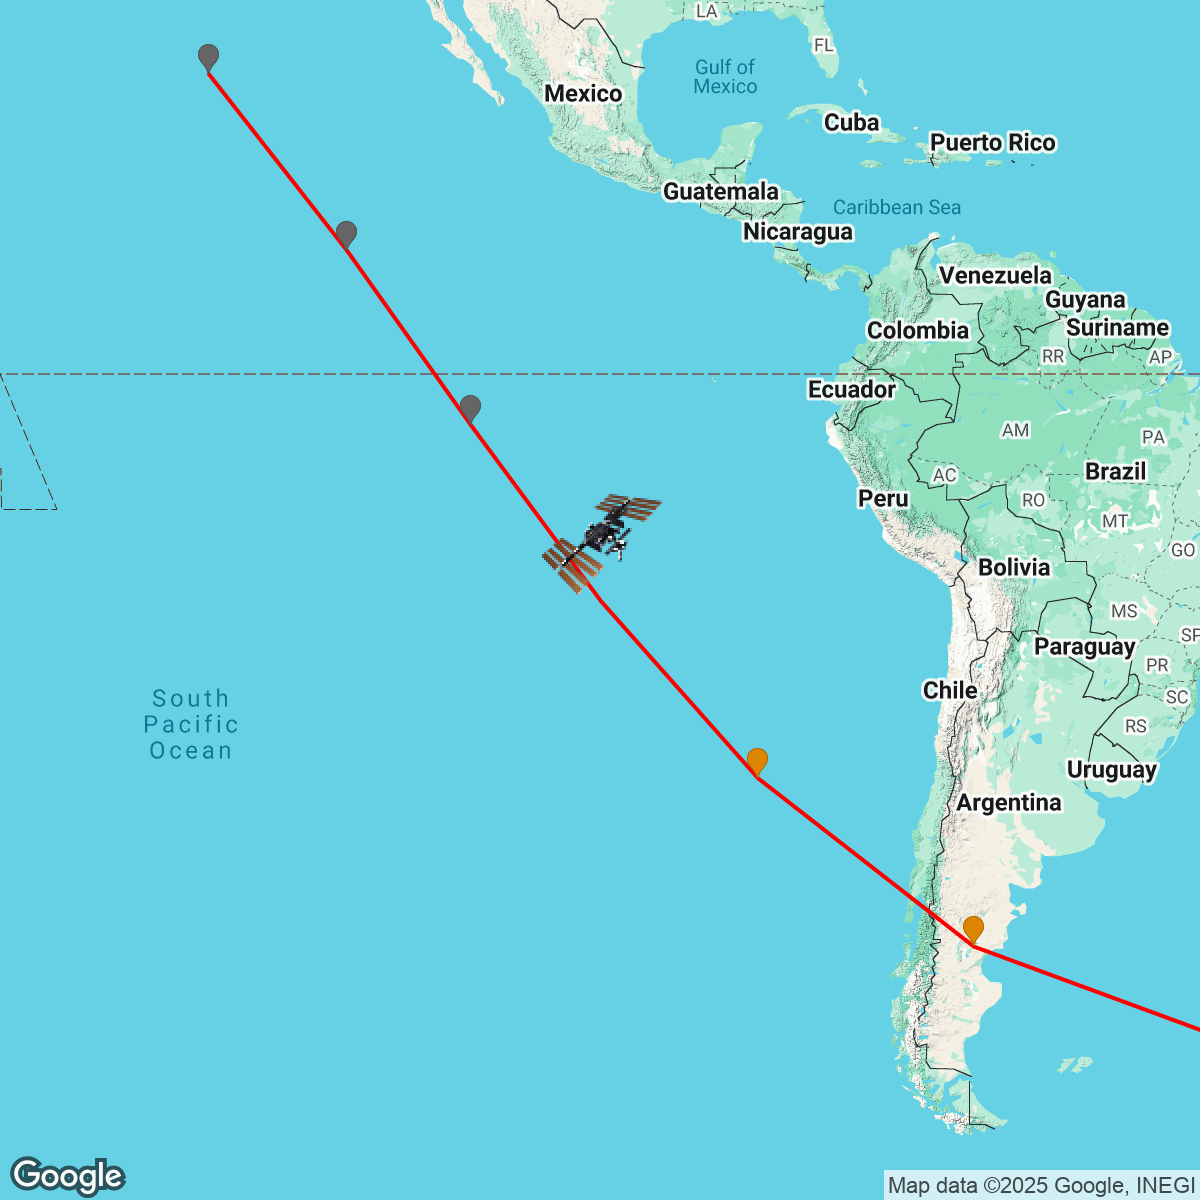 LA
FL
Gulf of
Mexico
Mexico
Cuba
Puerto Rico
Guatemala
Caribbean Sea
Nicaragua
Venezuela
Guyana
Colombia
Suriname
RR
AP
Ecuador
AM
PA
AC
Brazil
Peru
RO
MT
GO
Bolivia
MS
SP
Paraguay
PR
Chile
SC
South
Pacific
Ocean
RS
Uruguay
Argentina
Google
Map data ©2025 Google, INEGI